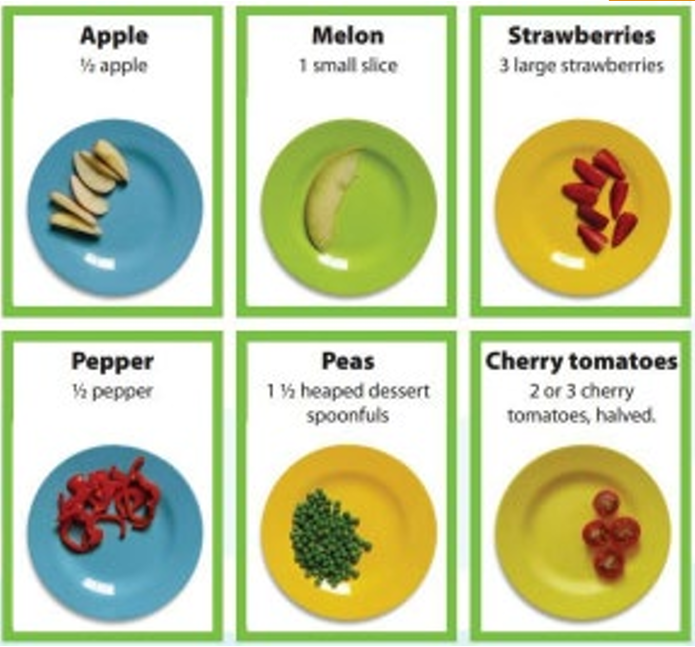 Apple
½ apple
Melon
1 small slice
Strawberries
3 large strawberries
Pepper
½ pepper
Peas
1 ½ heaped dessert
spoonfuls
Cherry tomatoes
2 or 3 cherry
tomatoes, halved.